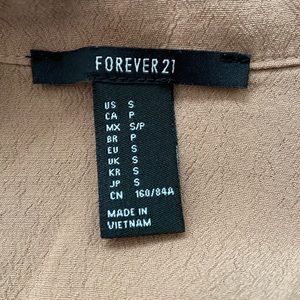 FOREVER 21
US S
CA P
MX S/P
BR P
EU S
UK S
KR S
JP S
CN 160/84A
MADE IN
VIETNAM